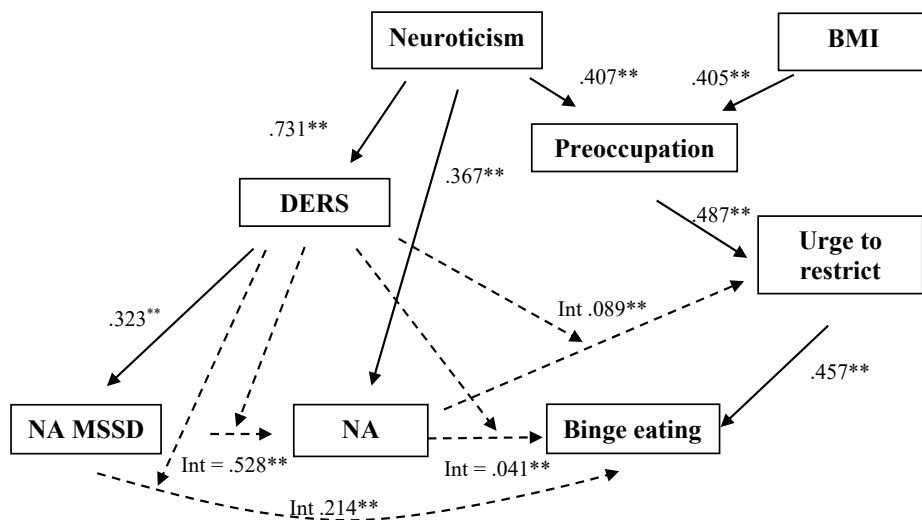 Neuroticism
BMI
.407**
.405**
.731**
Preoccupation
.367**
DERS
.487**
Urge to
restrict
Int .089**
.323**
.457**
NA MSSD
NA
Binge eating
Int = .528**
Int = .041**
Int .214**